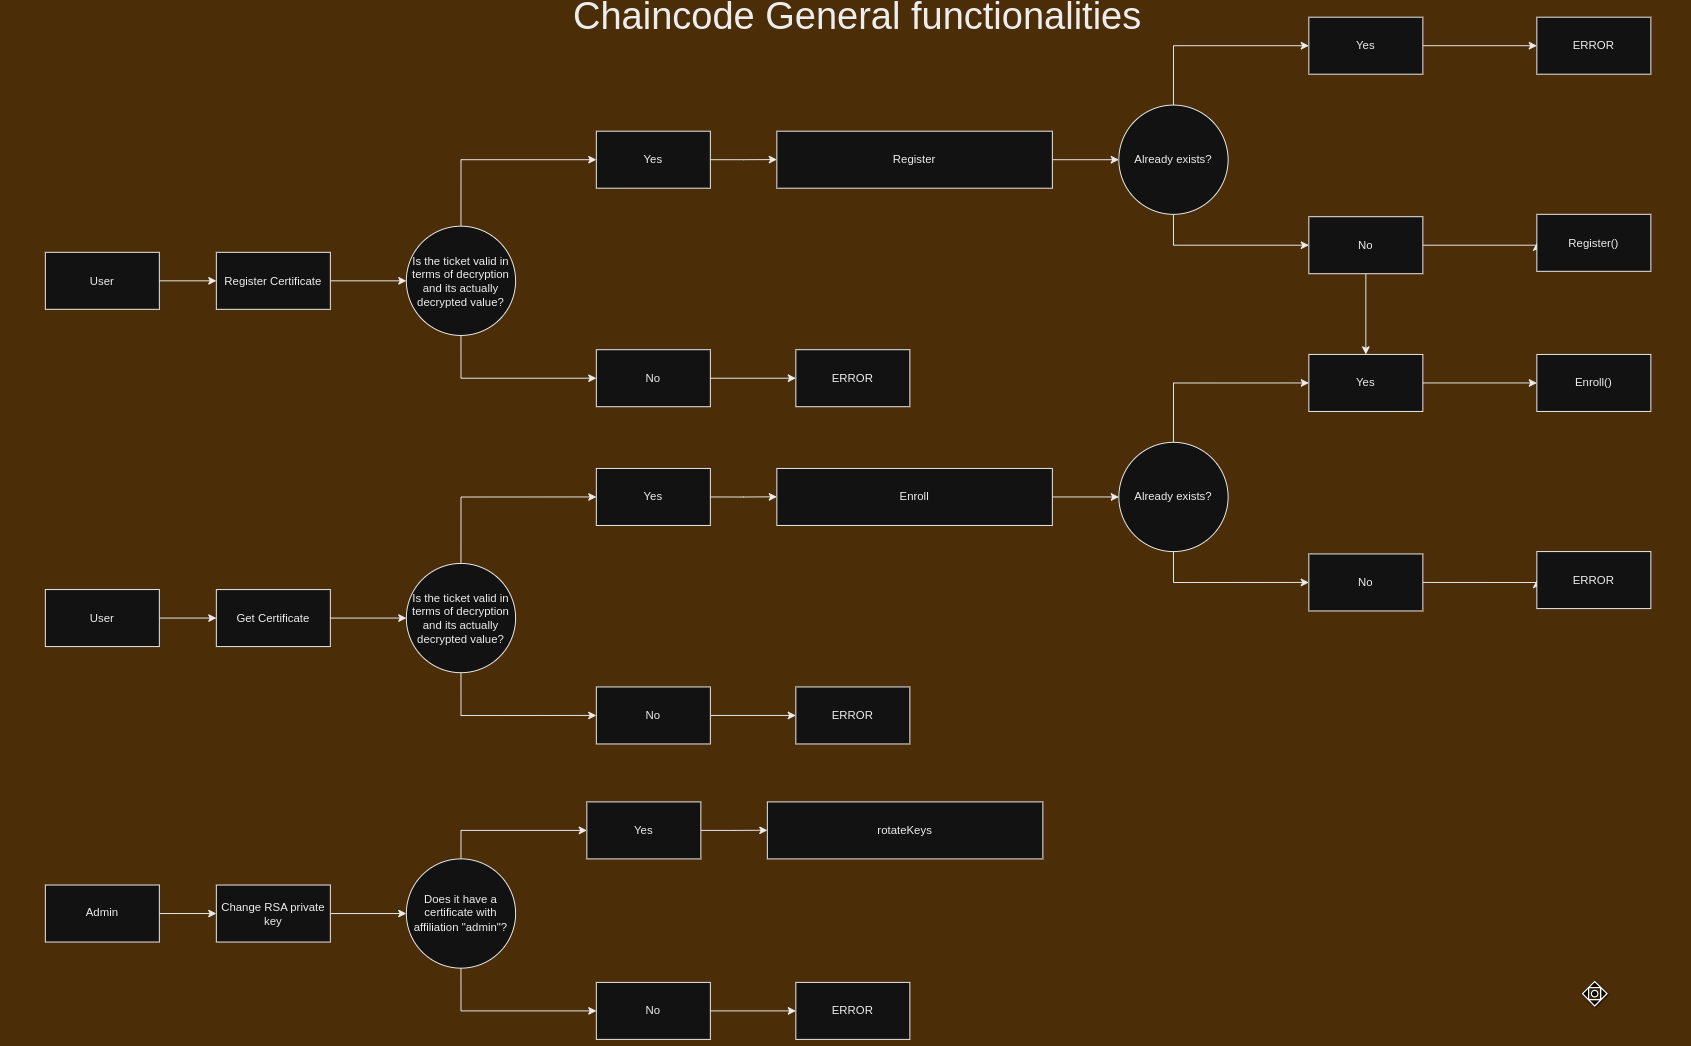 Chaincode General functionalities
Yes
ERROR
Yes
Register
Already exists?
No
Register()
User
Register Certificate
Is the ticket valid in
terms of decryption
and its actually
decrypted value?
No
ERROR
Yes
Enroll()
Yes
Enroll
Already exists?
No
ERROR
User
Get Certificate
Is the ticket valid in
terms of decryption
and its actually
decrypted value?
No
ERROR
Yes
rotateKeys
Admin
Change RSA private
key
Does it have a
certificate with
affiliation "admin"?
No
ERROR